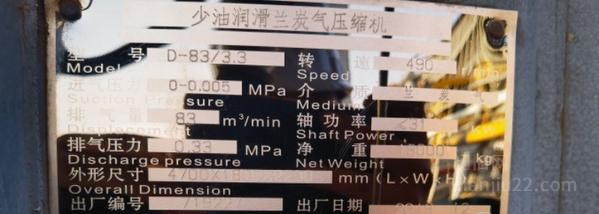 少油润滑兰炭气压缩机
型号 D-83/3.3 转速 490
Model Speed
进气压力 0-0.005 MPa 介质 兰炭气
Suction Pressure Medium
排气量 83 m³/min 轴功率
Displacement Shaft Power
排气压力 0.33 MPa 净重 kg
Discharge pressure Net Weight
外形尺寸 mm (L×W×H)
Overall Dimension
出厂编号 出厂日期